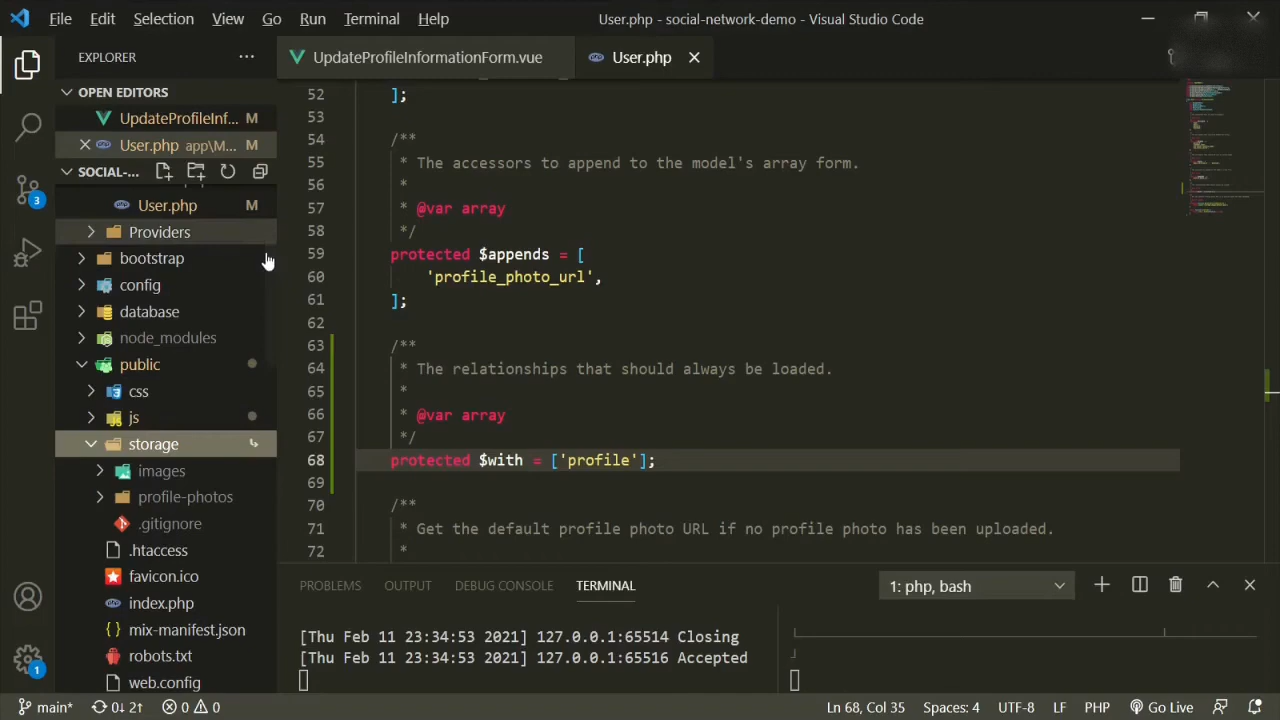 File Edit Selection View Go Run Terminal Help User.php - social-network-demo - Visual Studio Code
EXPLORER ···
UpdateProfileInformationForm.vue User.php
OPEN EDITORS
UpdateProfileInf... M
User.php app\M... M
SOCIAL-...
User.php M
Providers
bootstrap
config
database
node_modules
public
css
js
storage
images
profile-photos
.gitignore
.htaccess
favicon.ico
index.php
mix-manifest.json
robots.txt
web.config
3
1
52 ];
53
54 /**
55 * The accessors to append to the model's array form.
56 *
57 * @var array
58 */
59 protected $appends = [
60 'profile_photo_url',
61 ];
62
63 /**
64 * The relationships that should always be loaded.
65 *
66 * @var array
67 */
68 protected $with = ['profile'];
69
70 /**
71 * Get the default profile photo URL if no profile photo has been uploaded.
72 *
PROBLEMS OUTPUT DEBUG CONSOLE TERMINAL 1: php, bash
[Thu Feb 11 23:34:53 2021] 127.0.0.1:65514 Closing
[Thu Feb 11 23:34:53 2021] 127.0.0.1:65516 Accepted
main* 0↓ 2↑ 0 0 Ln 68, Col 35 Spaces: 4 UTF-8 LF PHP Go Live